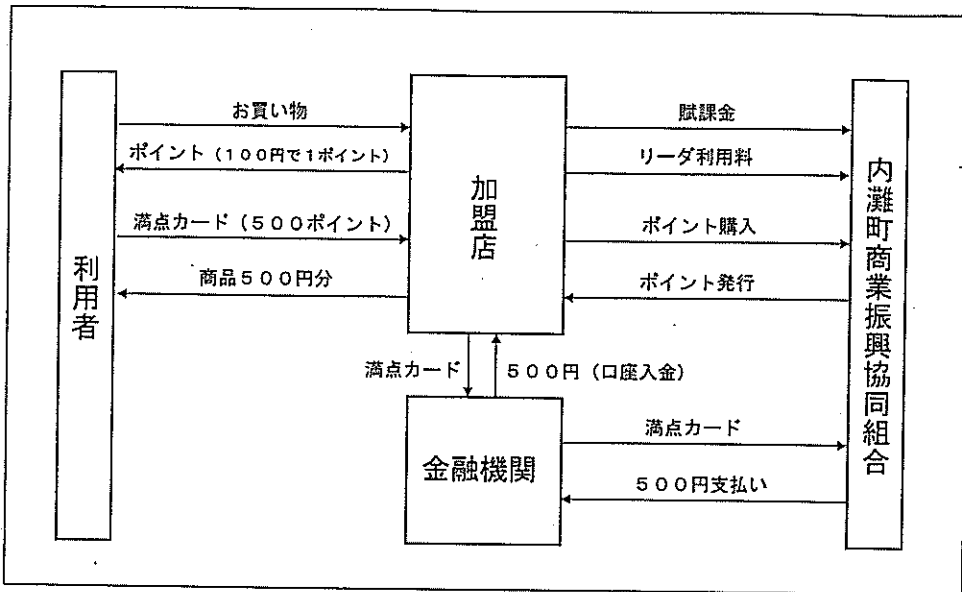 お買い物
ポイント（１００円で１ポイント）
満点カード（５００ポイント）
商品５００円分
利用者
加盟店
賦課金
リーダ利用料
ポイント購入
ポイント発行
内灘町商業振興協同組合
満点カード
５００円（口座入金）
金融機関
満点カード
５００円支払い